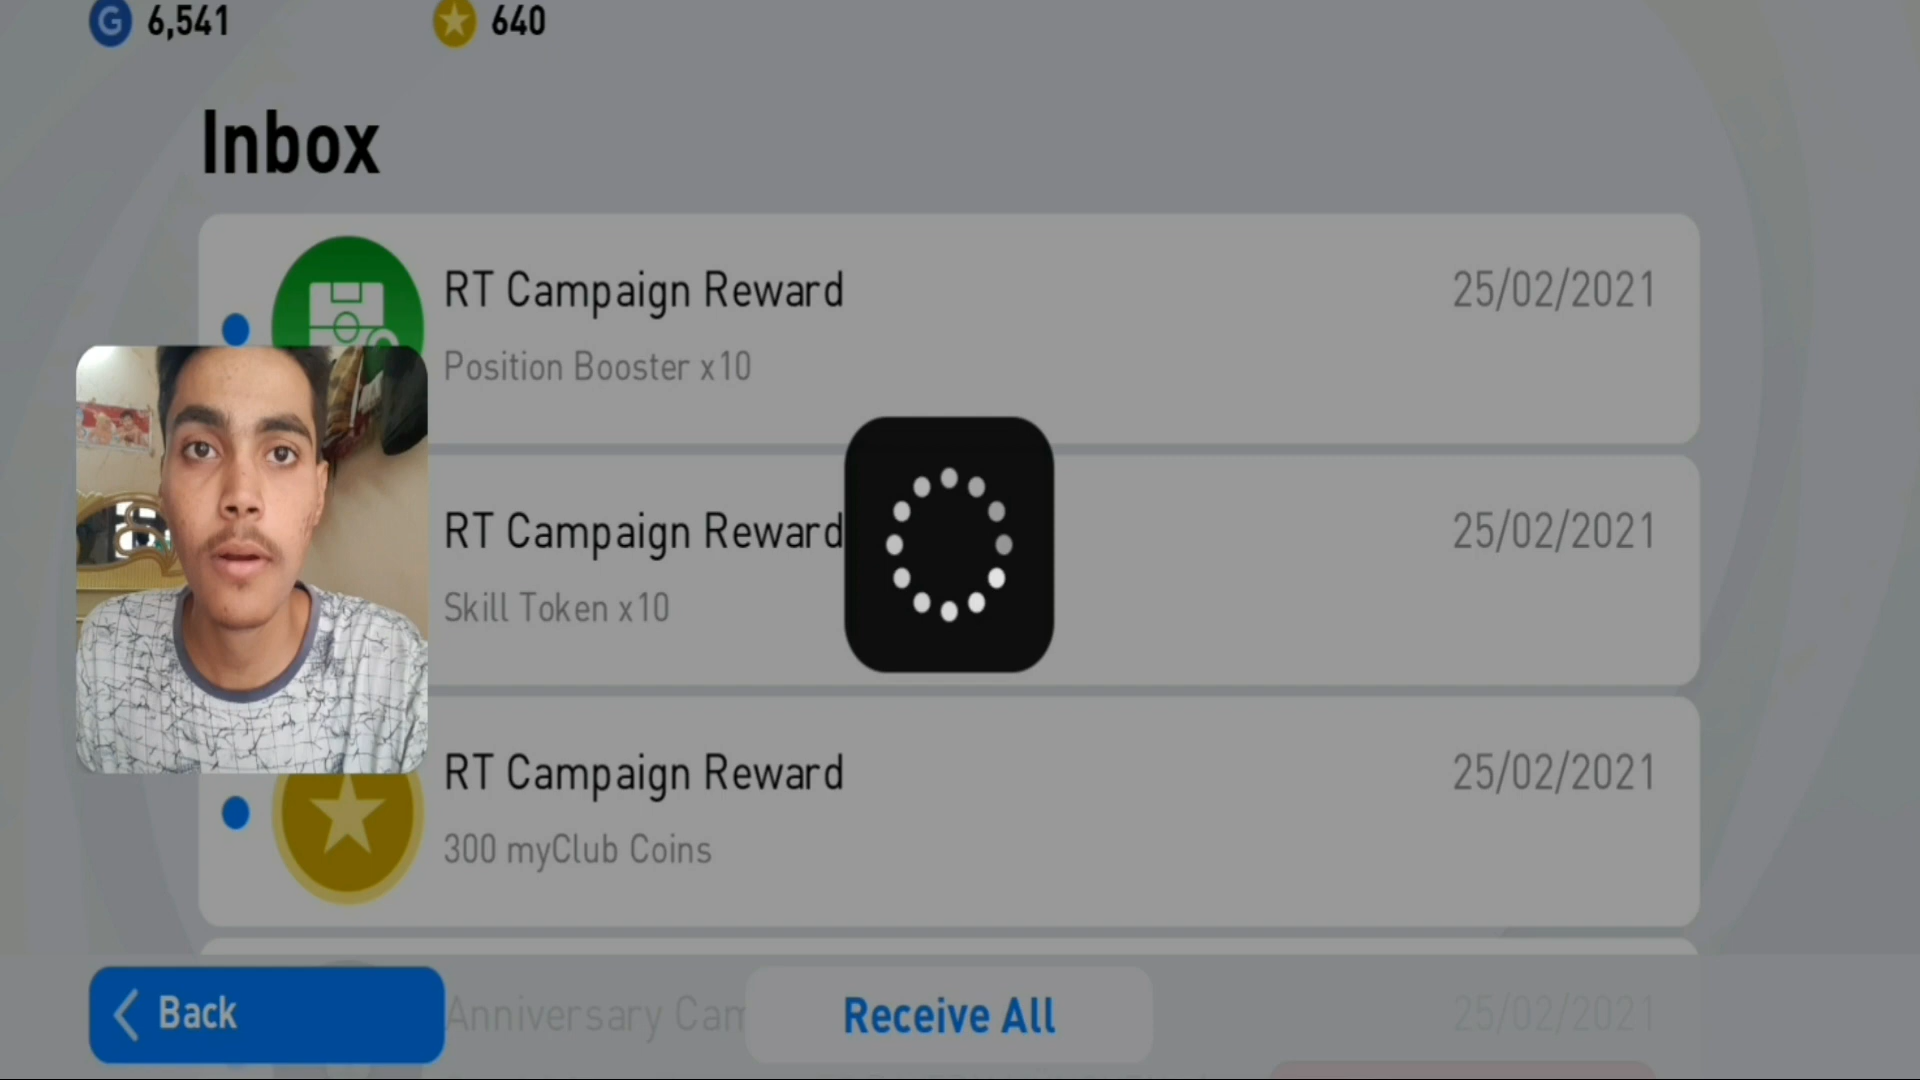 G 6,541
640
Inbox
RT Campaign Reward
25/02/2021
Position Booster x10
RT Campaign Reward
25/02/2021
Skill Token x10
RT Campaign Reward
25/02/2021
300 myClub Coins
Back
Anniversary Cam
Receive All
25/02/2021